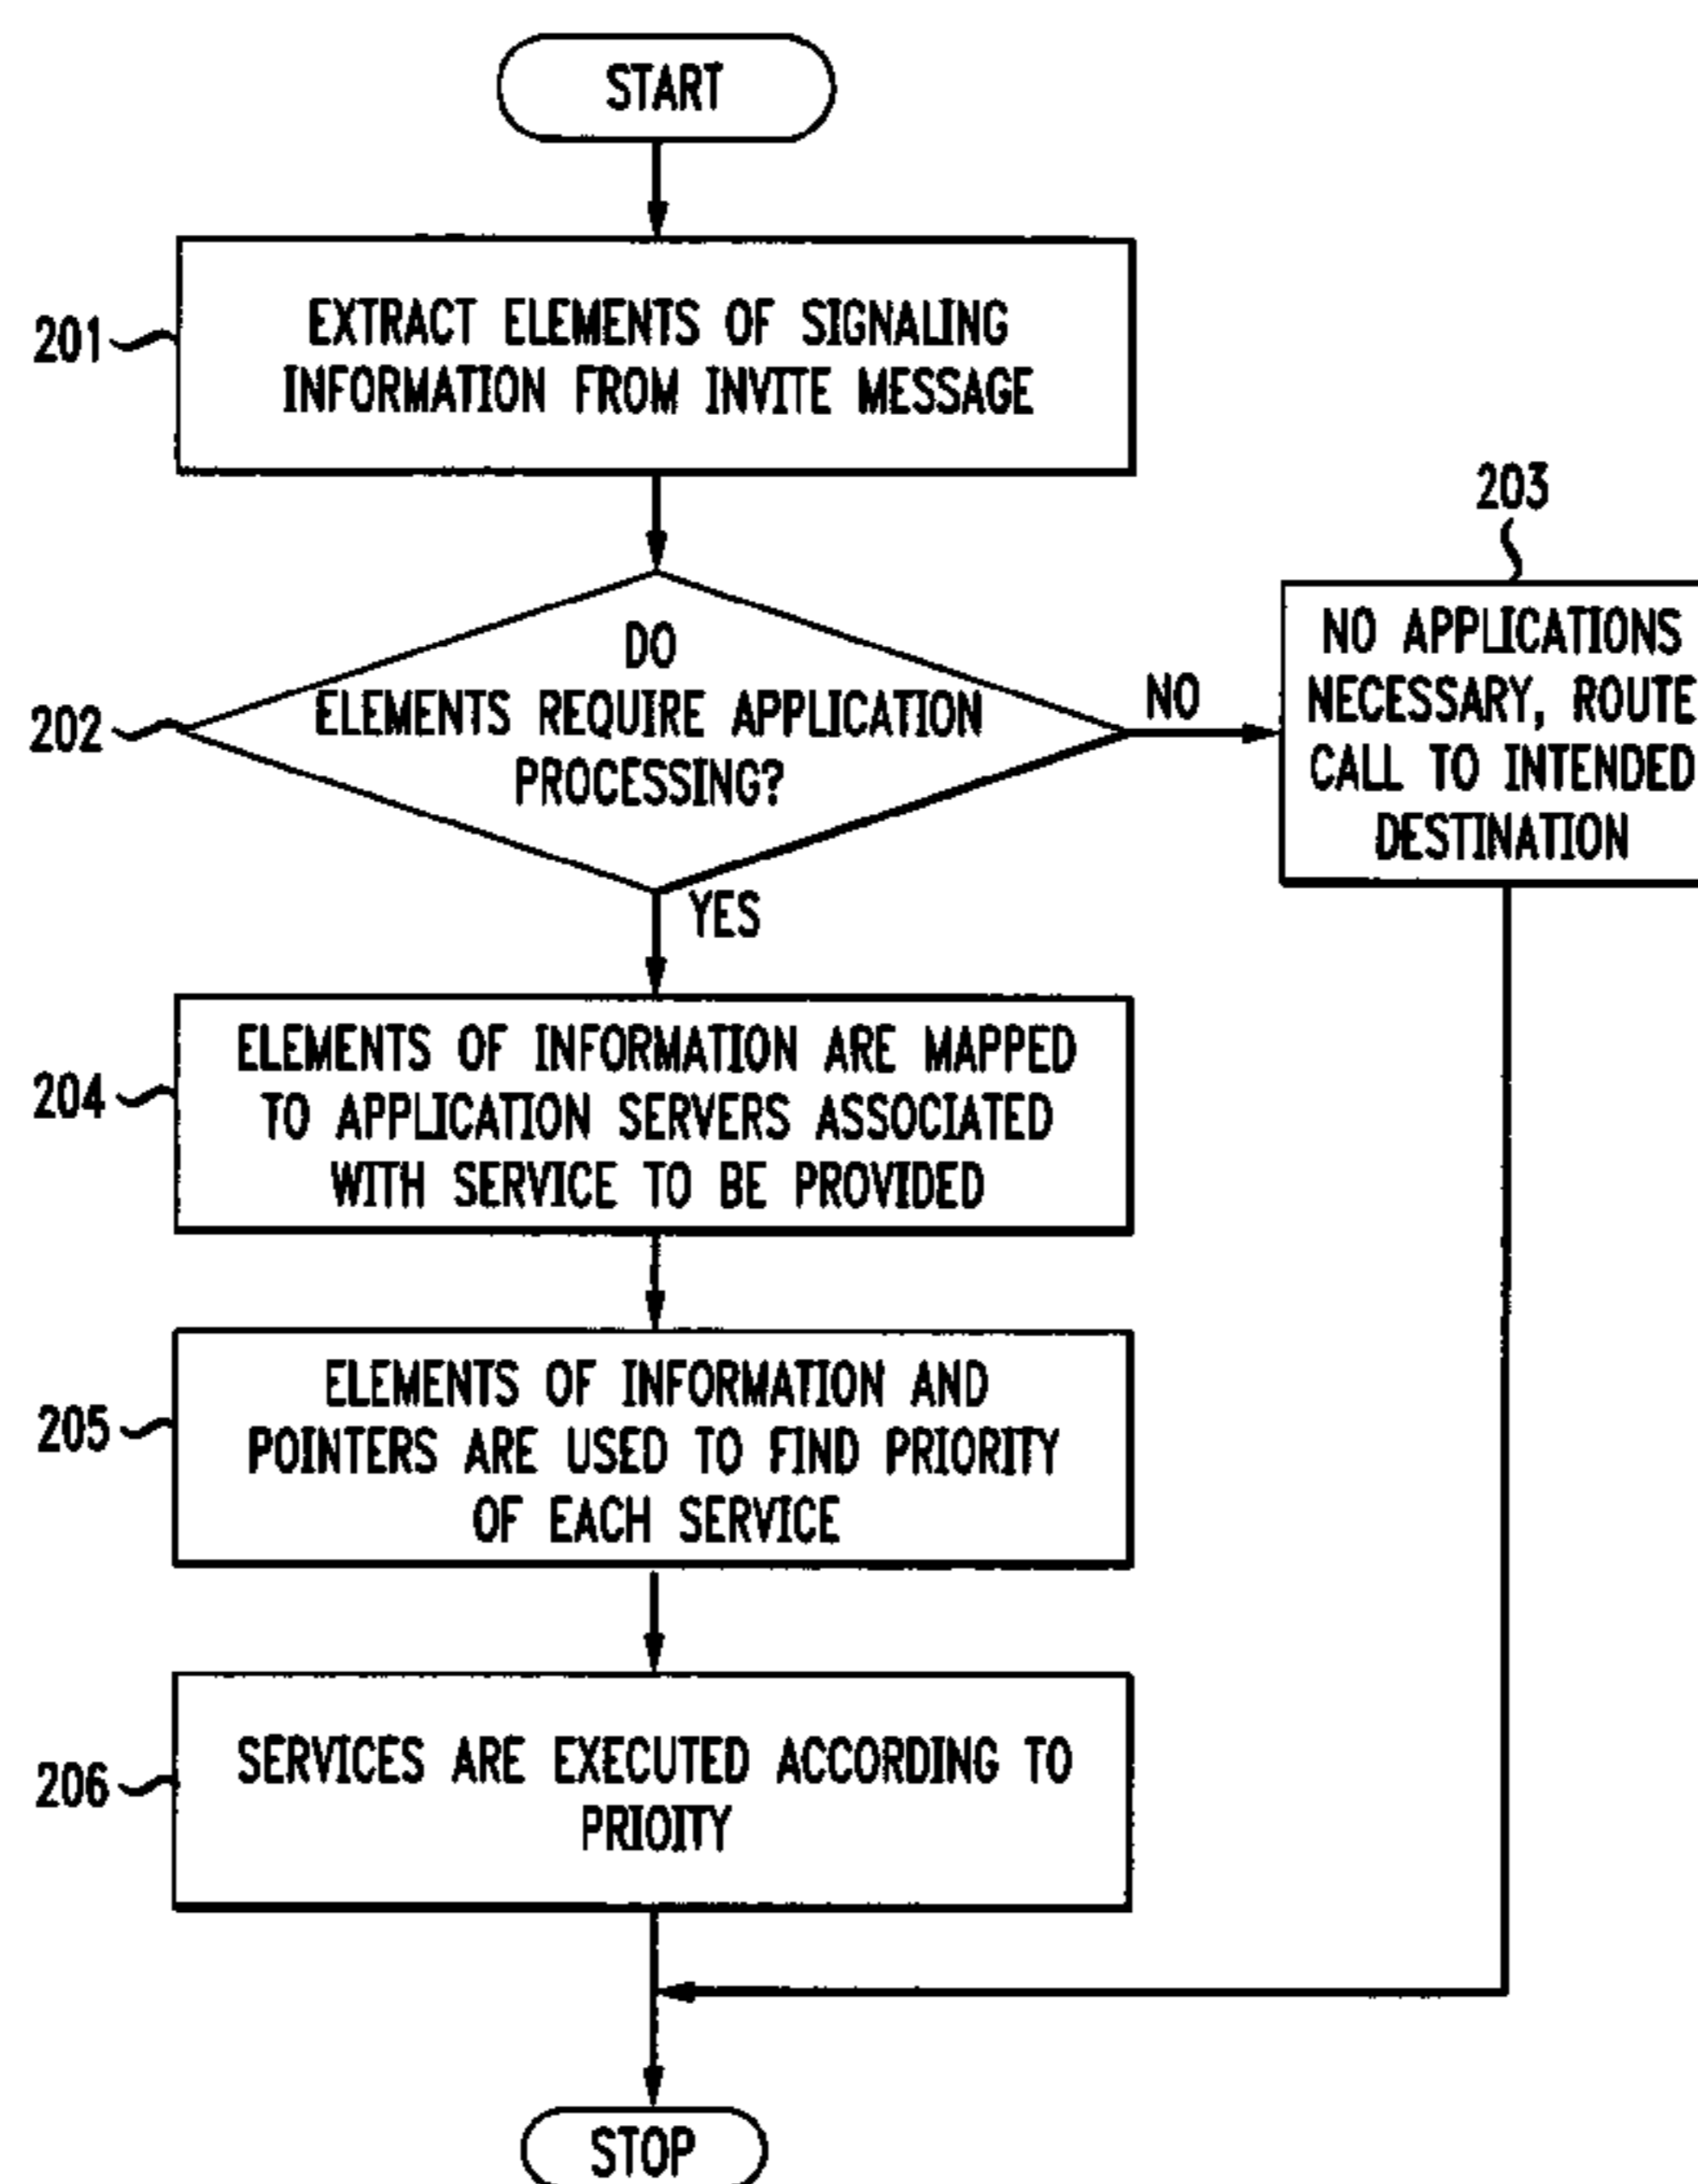 START
201
EXTRACT ELEMENTS OF SIGNALING
INFORMATION FROM INVITE MESSAGE
202
DO
ELEMENTS REQUIRE APPLICATION
PROCESSING?
NO
203
NO APPLICATIONS
NECESSARY, ROUTE
CALL TO INTENDED
DESTINATION
YES
204
ELEMENTS OF INFORMATION ARE MAPPED
TO APPLICATION SERVERS ASSOCIATED
WITH SERVICE TO BE PROVIDED
205
ELEMENTS OF INFORMATION AND
POINTERS ARE USED TO FIND PRIORITY
OF EACH SERVICE
206
SERVICES ARE EXECUTED ACCORDING TO
PRIOITY
STOP